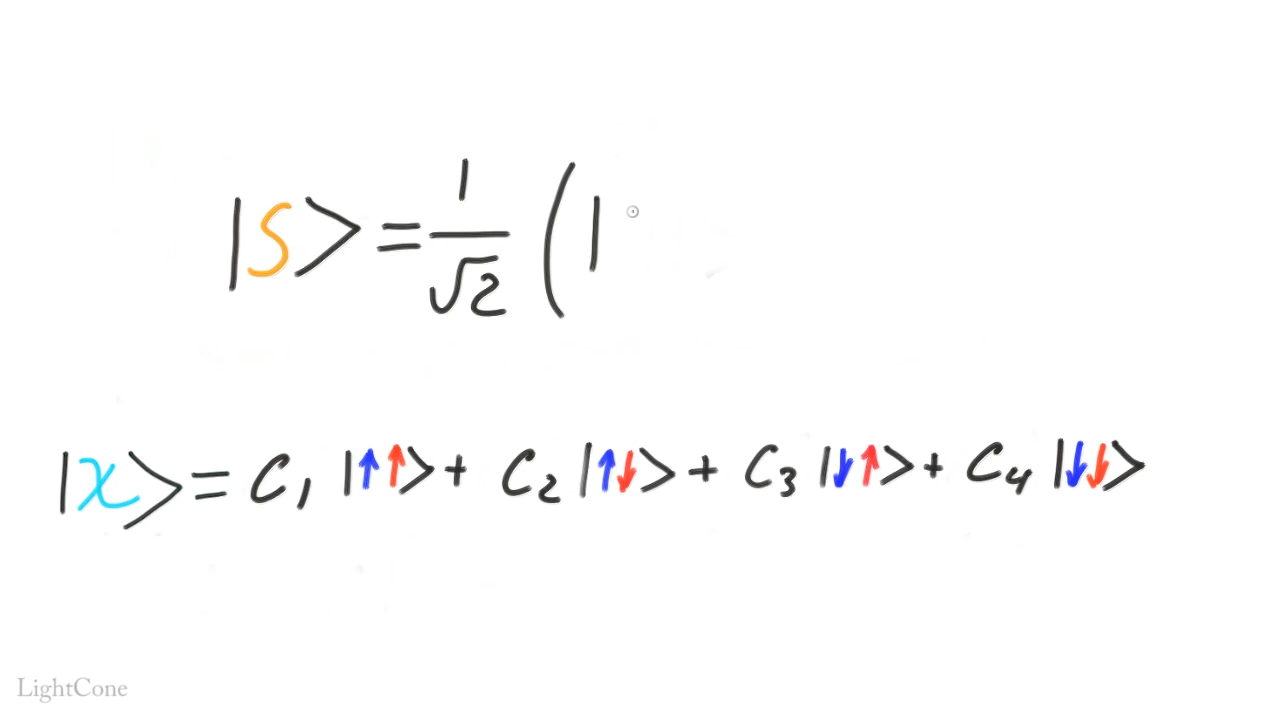 |S> = 1/√2 ( |
|χ> = C₁ |↑↑> + C₂ |↑↓> + C₃ |↓↑> + C₄ |↓↓>
LightCone